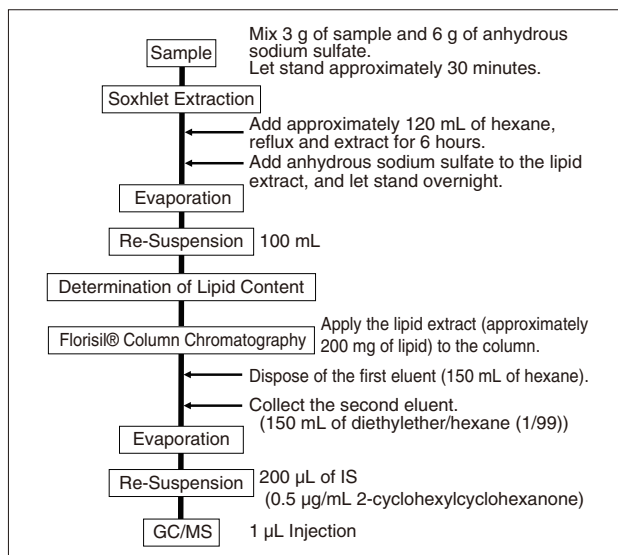 Mix 3 g of sample and 6 g of anhydrous
sodium sulfate.
Let stand approximately 30 minutes.
Sample
Soxhlet Extraction
Add approximately 120 mL of hexane,
reflux and extract for 6 hours.
Add anhydrous sodium sulfate to the lipid
extract, and let stand overnight.
Evaporation
Re-Suspension 100 mL
Determination of Lipid Content
Florisil® Column Chromatography
Apply the lipid extract (approximately
200 mg of lipid) to the column.
Dispose of the first eluent (150 mL of hexane).
Collect the second eluent.
(150 mL of diethylether/hexane (1/99))
Evaporation
Re-Suspension
200 µL of IS
(0.5 µg/mL 2-cyclohexylcyclohexanone)
GC/MS 1 µL Injection